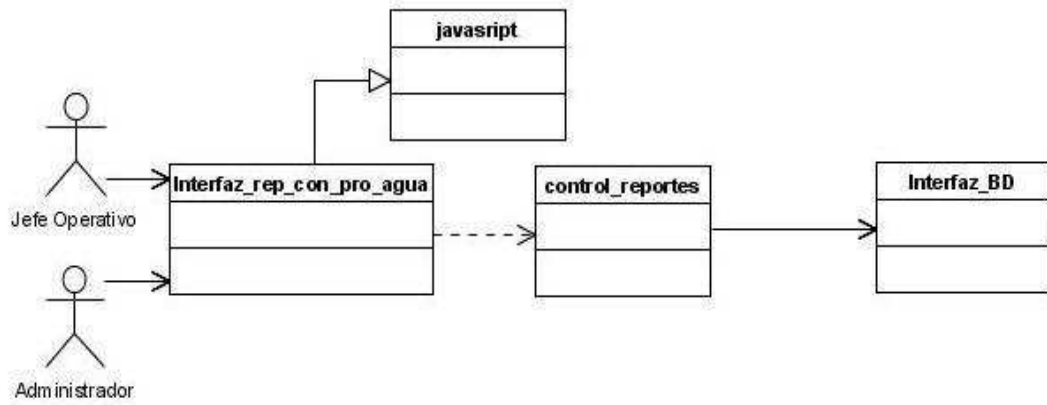 javasript
Interfaz_rep_con_pro_agua
control_reportes
Interfaz_BD
Jefe Operativo
Administrador